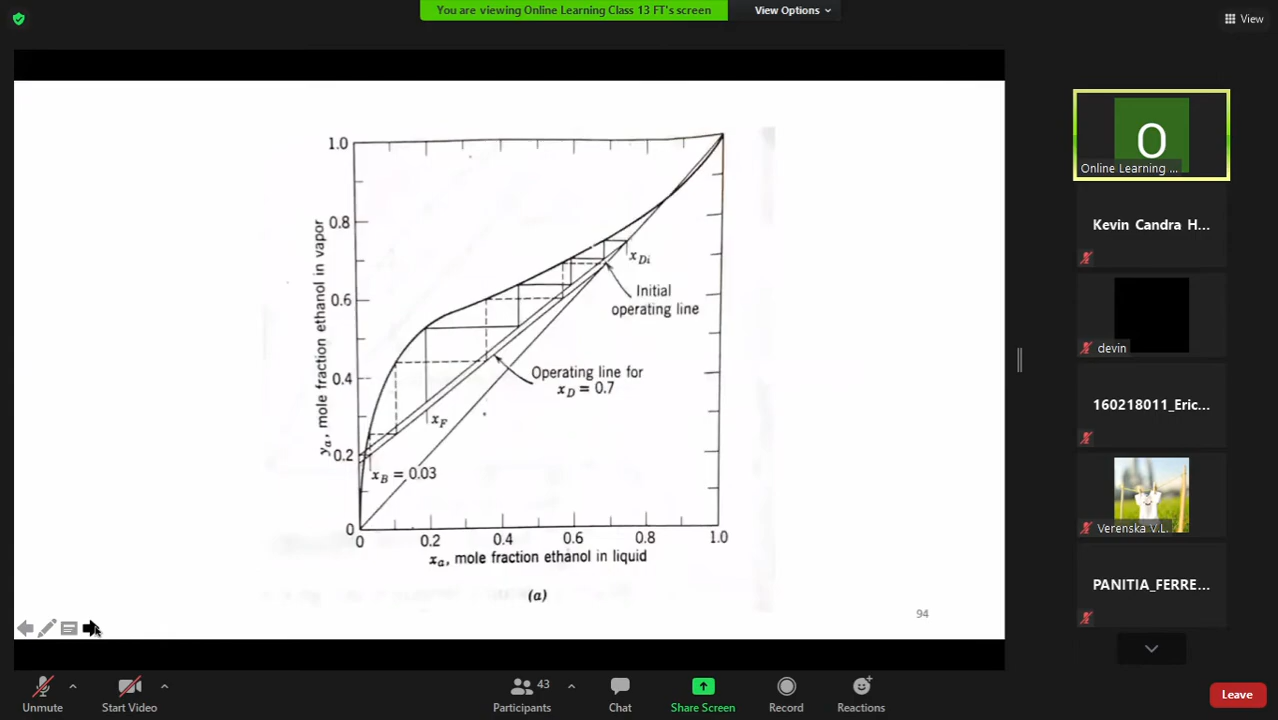 You are viewing Online Learning Class 13 FT's screen
View Options
View
1.0
0.8
0.6
0.4
0.2
0
yₐ, mole fraction ethanol in vapor
x_Di
Initial
operating line
Operating line for
x_D = 0.7
x_F
x_B = 0.03
0
0.2
0.4
0.6
0.8
1.0
xₐ, mole fraction ethanol in liquid
(a)
94
O
Online Learning ...
Kevin Candra H...
devin
160218011_Eric...
Verenska V.L.
PANITIA_FERRE...
Unmute
Start Video
43
Participants
Chat
Share Screen
Record
Reactions
Leave